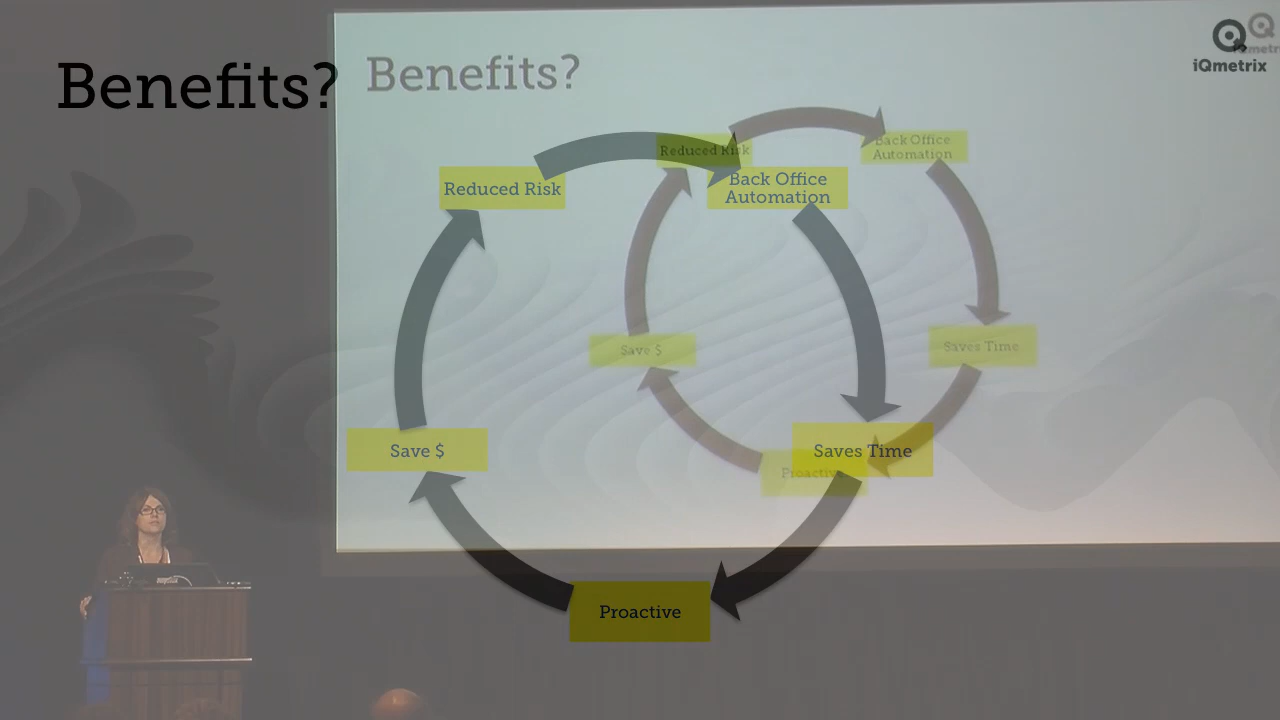 Benefits?
Benefits?
iQmetrix
Reduced Risk
Back Office
Automation
Reduced Risk
Back Office
Automation
Save $
Saves Time
Save $
Saves Time
Proactive
Proactive